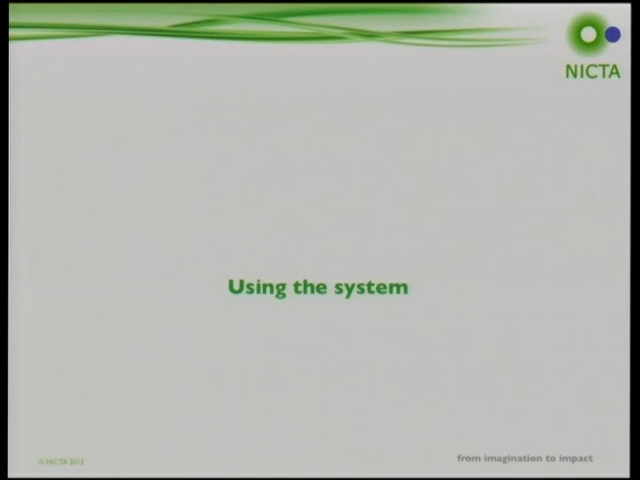 NICTA
Using the system
© NICTA 2012
from imagination to impact